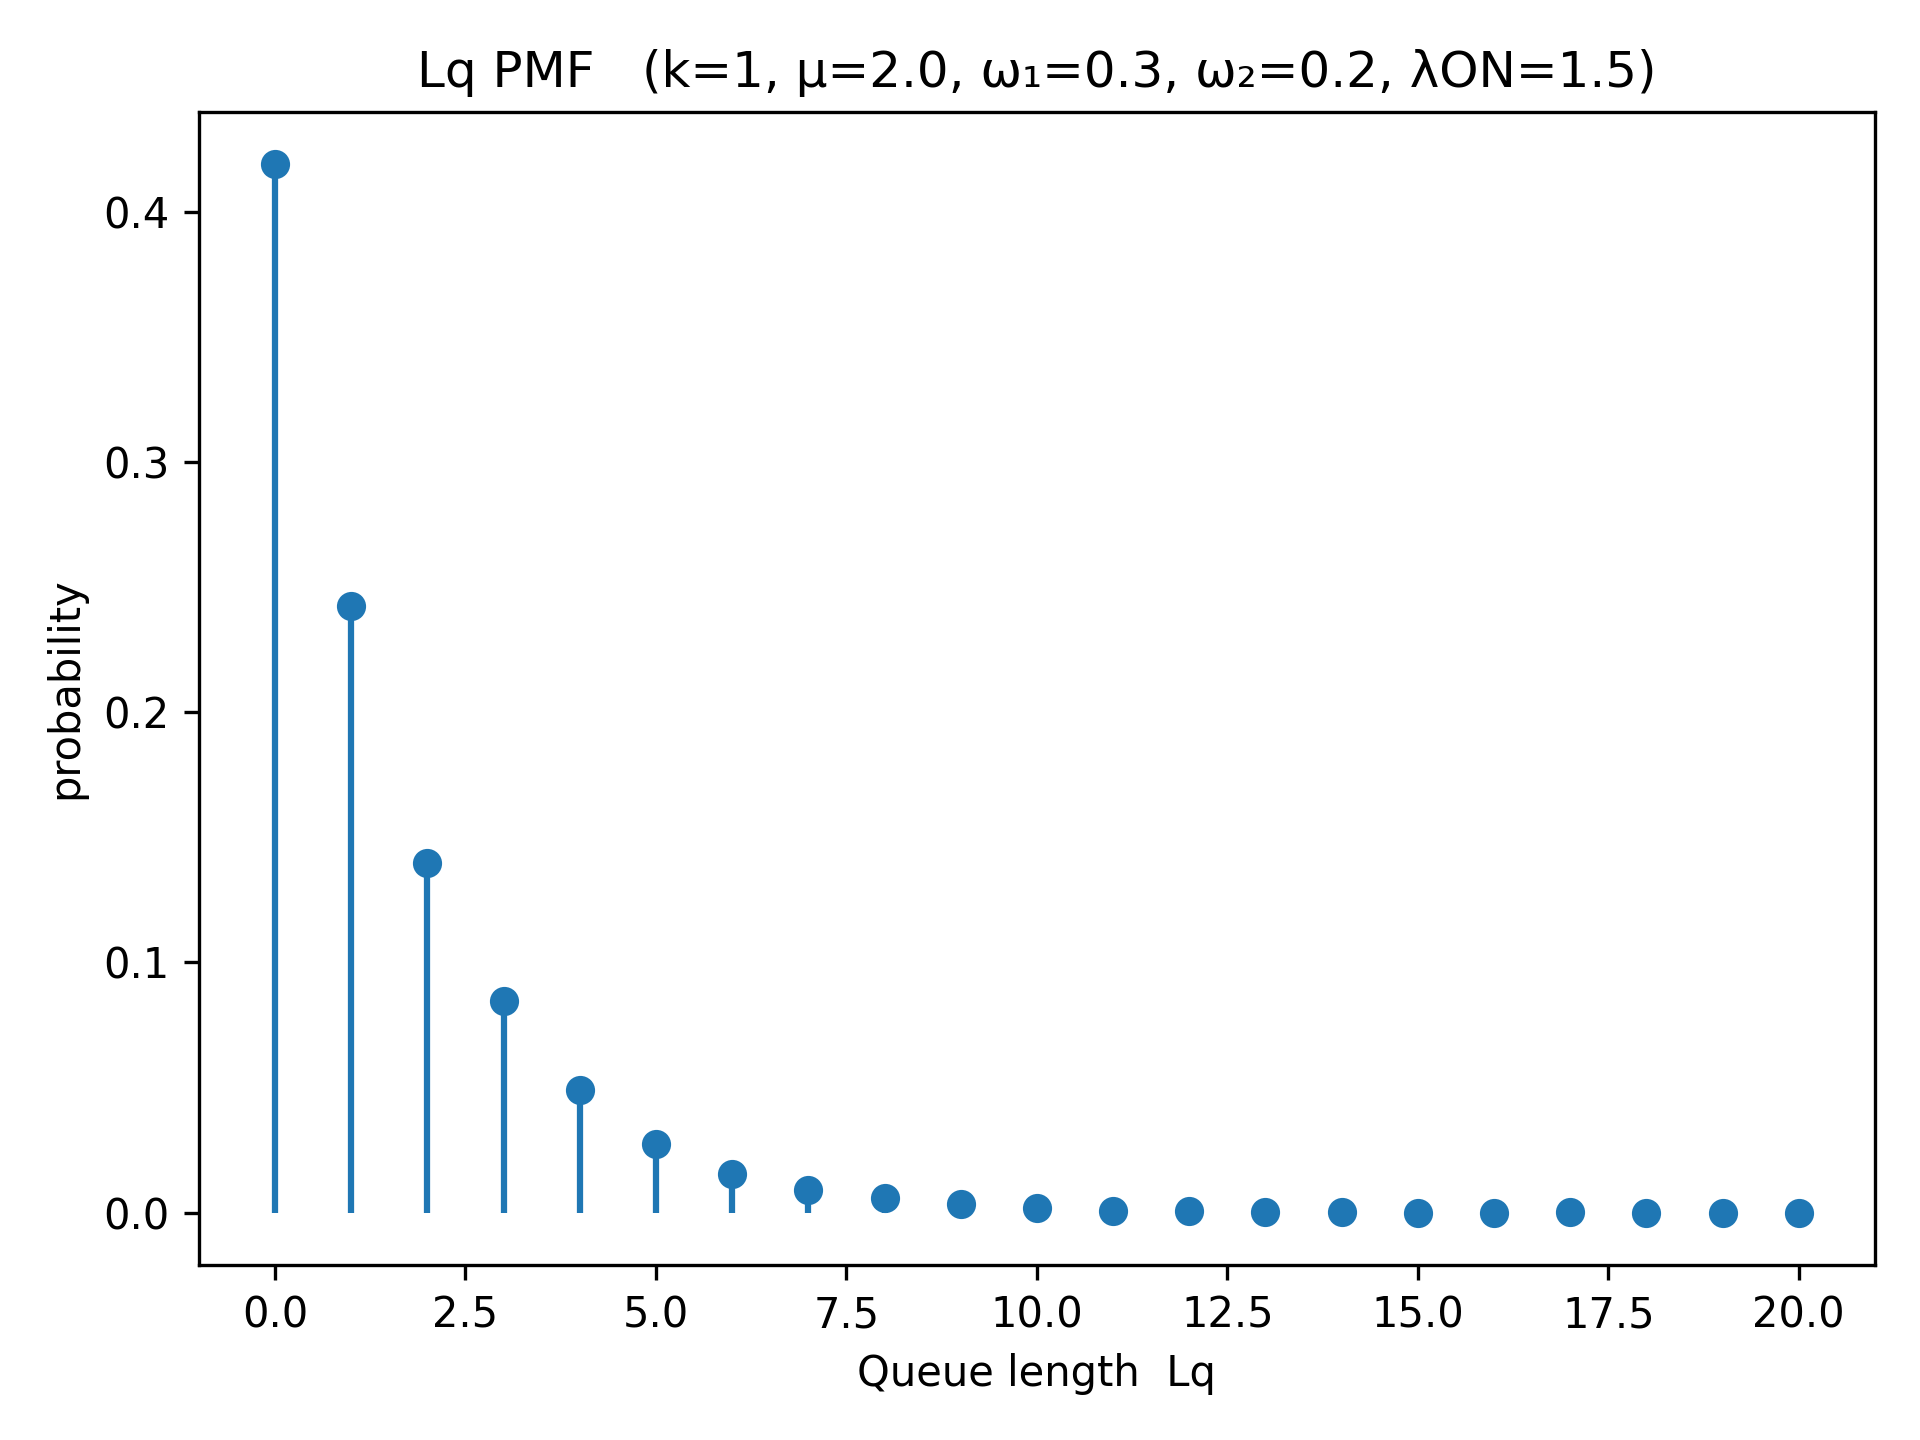 Lq PMF   (k=1, μ=2.0, ω₁=0.3, ω₂=0.2, λON=1.5)
probability
0.4
0.3
0.2
0.1
0.0
0.0 2.5 5.0 7.5 10.0 12.5 15.0 17.5 20.0
Queue length  Lq